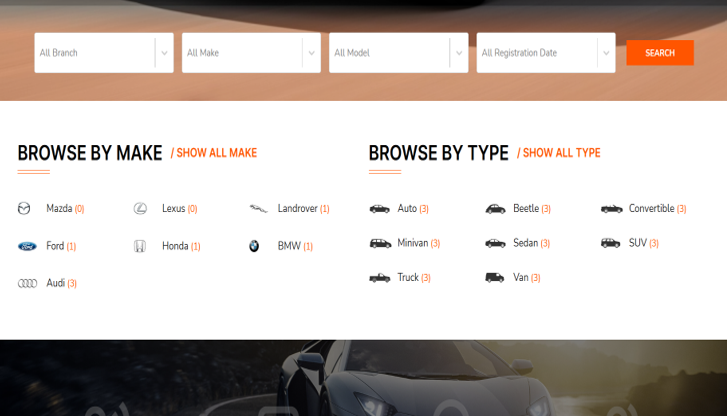 All Branch
All Make
All Model
All Registration Date
SEARCH
BROWSE BY MAKE / SHOW ALL MAKE
Mazda (0)
Lexus (0)
Landrover (1)
Ford (1)
Honda (1)
BMW (1)
Audi (3)
BROWSE BY TYPE / SHOW ALL TYPE
Auto (3)
Beetle (3)
Convertible (3)
Minivan (3)
Sedan (3)
SUV (3)
Truck (3)
Van (3)